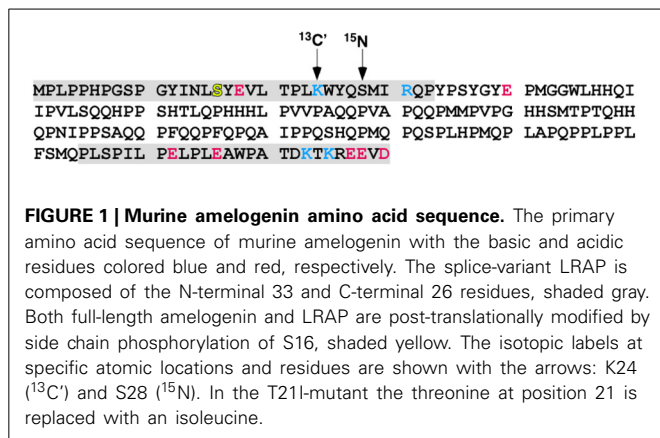 ¹³C' ¹⁵N
MPLPPHPGSP GYINLSYEVL TPLKWYQSMI RQPYPSYGYE PMGGWLHHQI
IPVLSQQHPP SHTLQPHHHL PVVPAQQPVA PQQPMMPVPG HHSMTPTQHH
QPNIPPSAQQ PFQQPFQPQA IPPQSHQPMQ PQSPLHPMQP LAPQPPLPPL
FSMQPLSPIL PELPLEAWPA TDKTKREEVD
FIGURE 1 | Murine amelogenin amino acid sequence. The primary
amino acid sequence of murine amelogenin with the basic and acidic
residues colored blue and red, respectively. The splice-variant LRAP is
composed of the N-terminal 33 and C-terminal 26 residues, shaded gray.
Both full-length amelogenin and LRAP are post-translationally modified by
side chain phosphorylation of S16, shaded yellow. The isotopic labels at
specific atomic locations and residues are shown with the arrows: K24
(¹³C') and S28 (¹⁵N). In the T21I-mutant the threonine at position 21 is
replaced with an isoleucine.